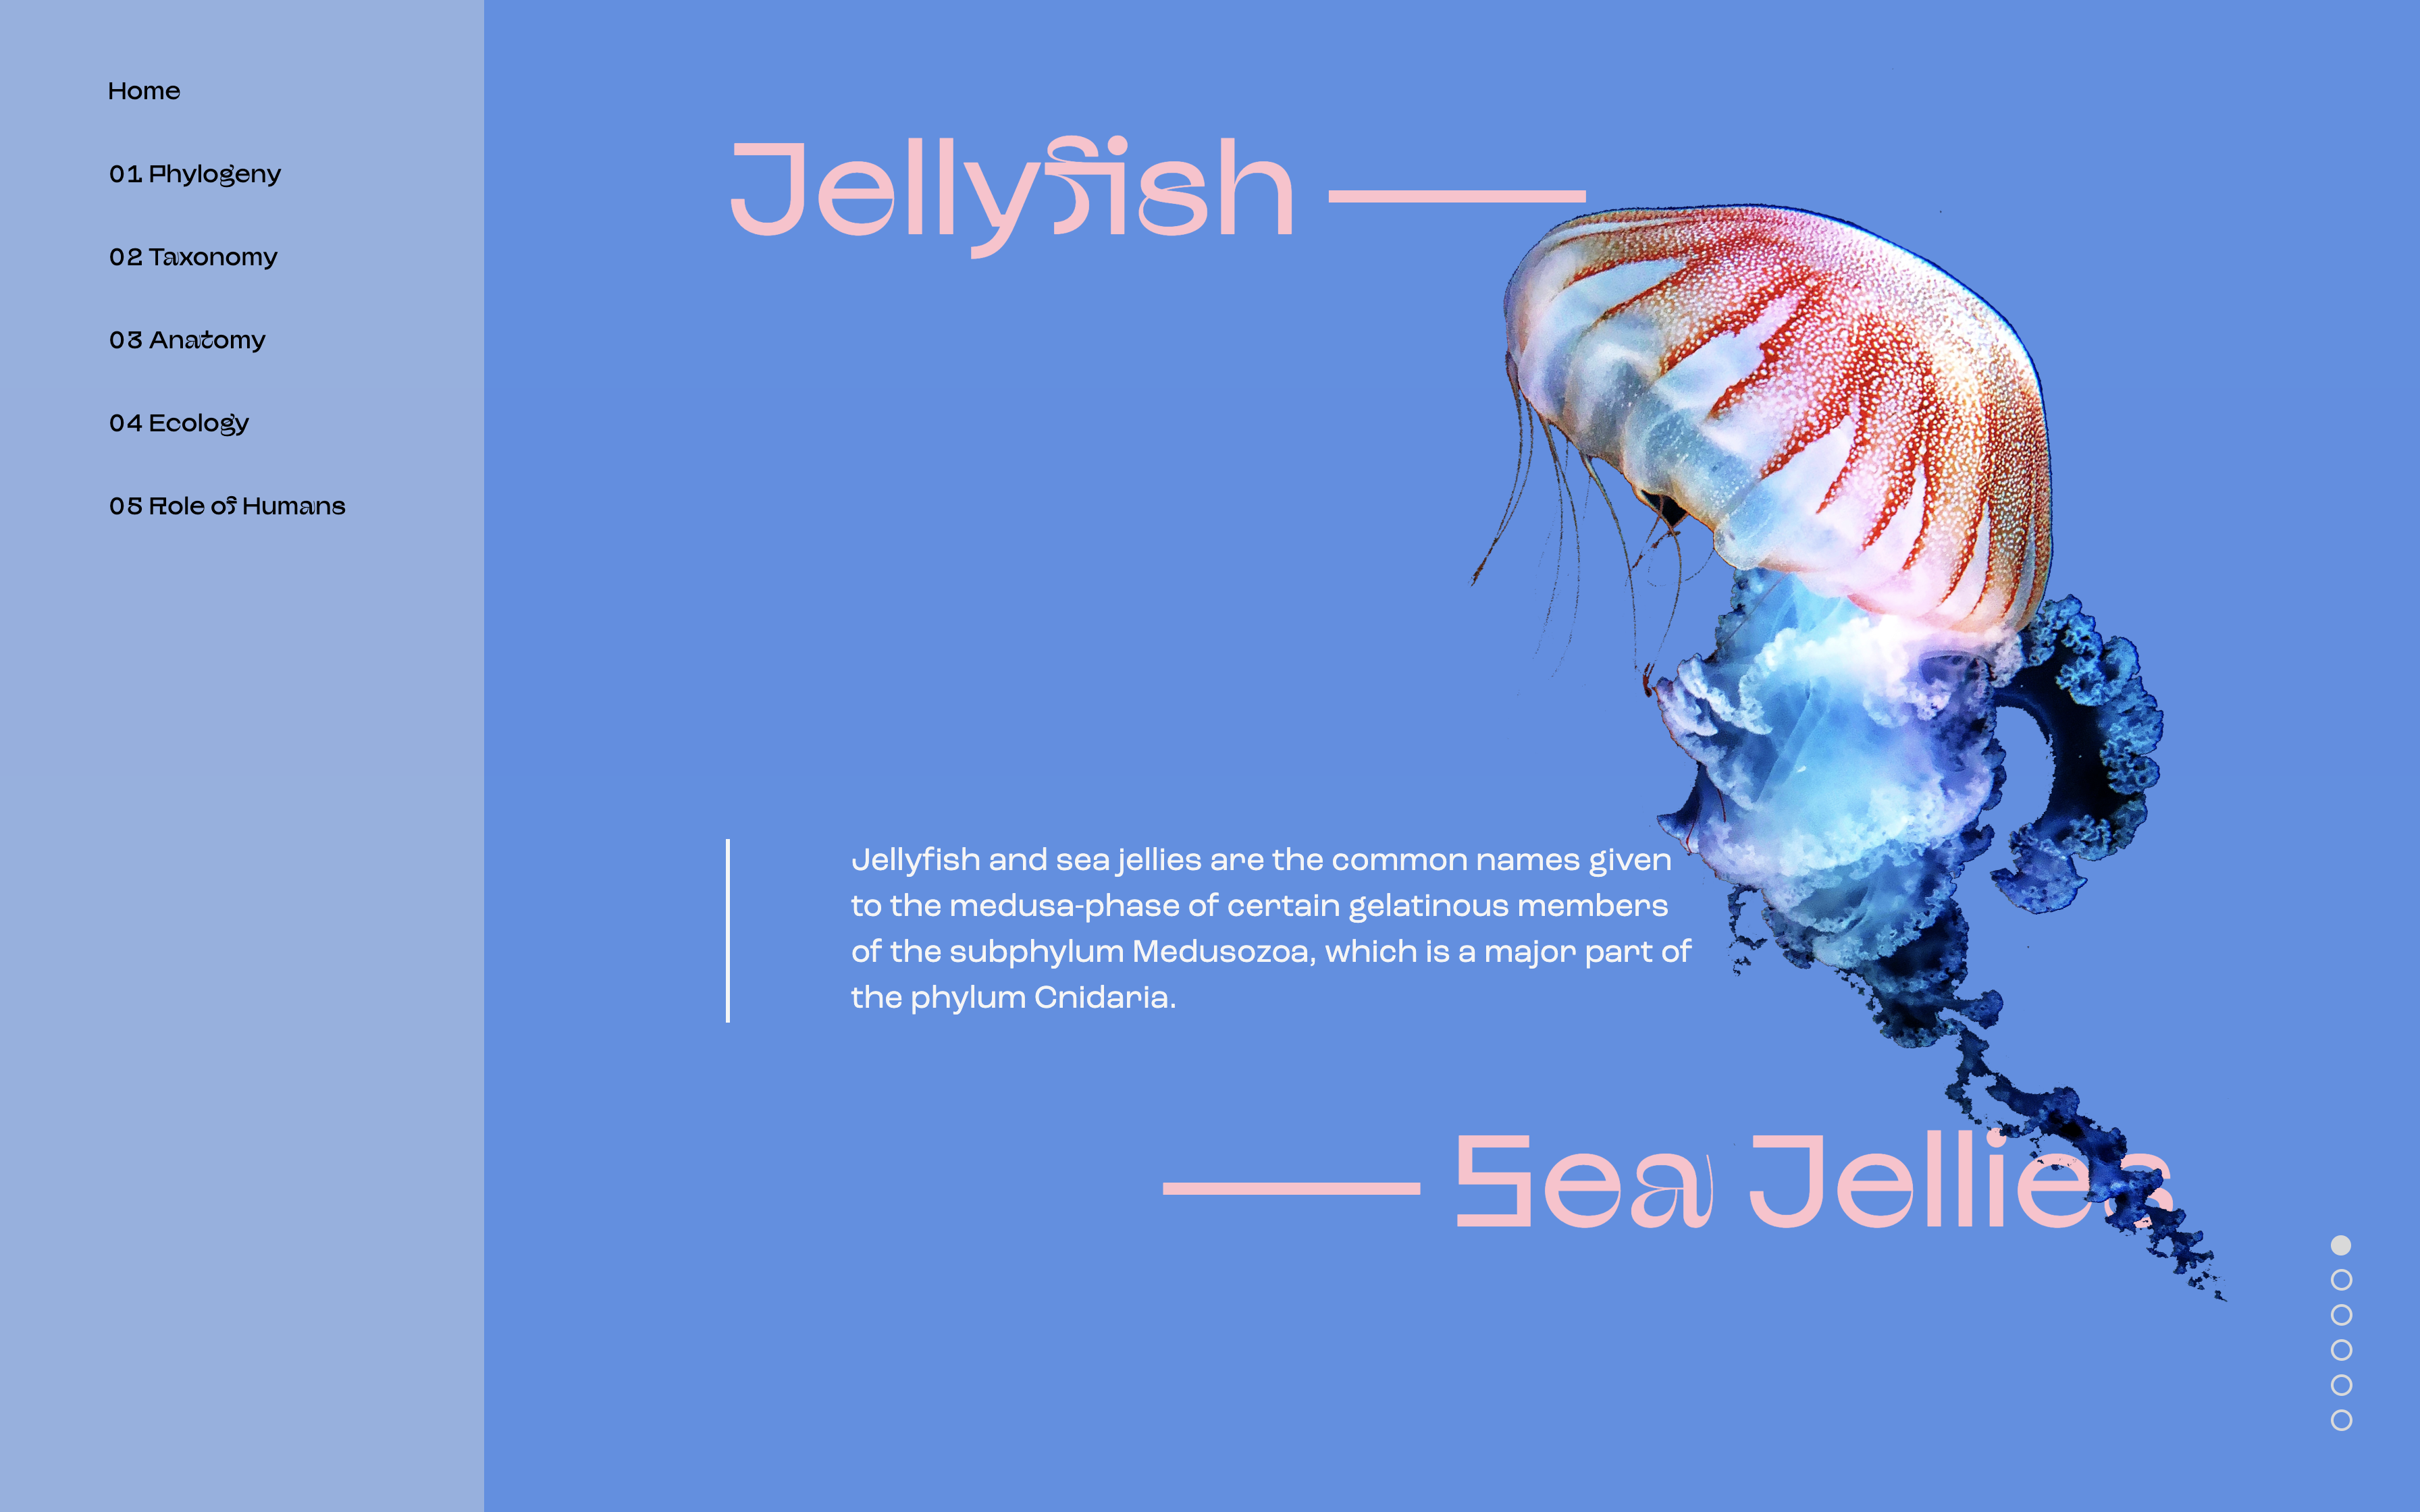 Home
01 Phylogeny
02 Taxonomy
03 Anatomy
04 Ecology
05 Role of Humans
Jellyfish
Jellyfish and sea jellies are the common names given
to the medusa-phase of certain gelatinous members
of the subphylum Medusozoa, which is a major part of
the phylum Cnidaria.
Sea Jellies